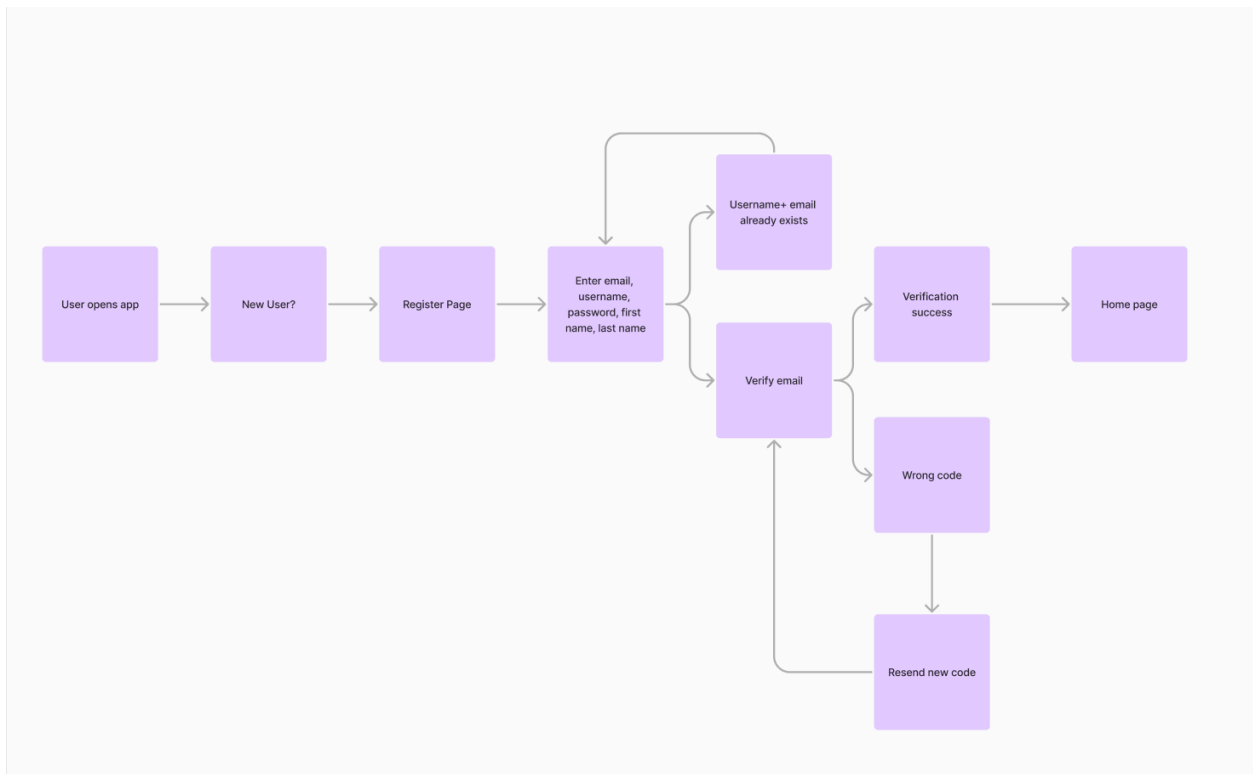 User opens app
New User?
Register Page
Enter email,
username,
password, first
name, last name
Username+ email
already exists
Verify email
Verification
success
Home page
Wrong code
Resend new code